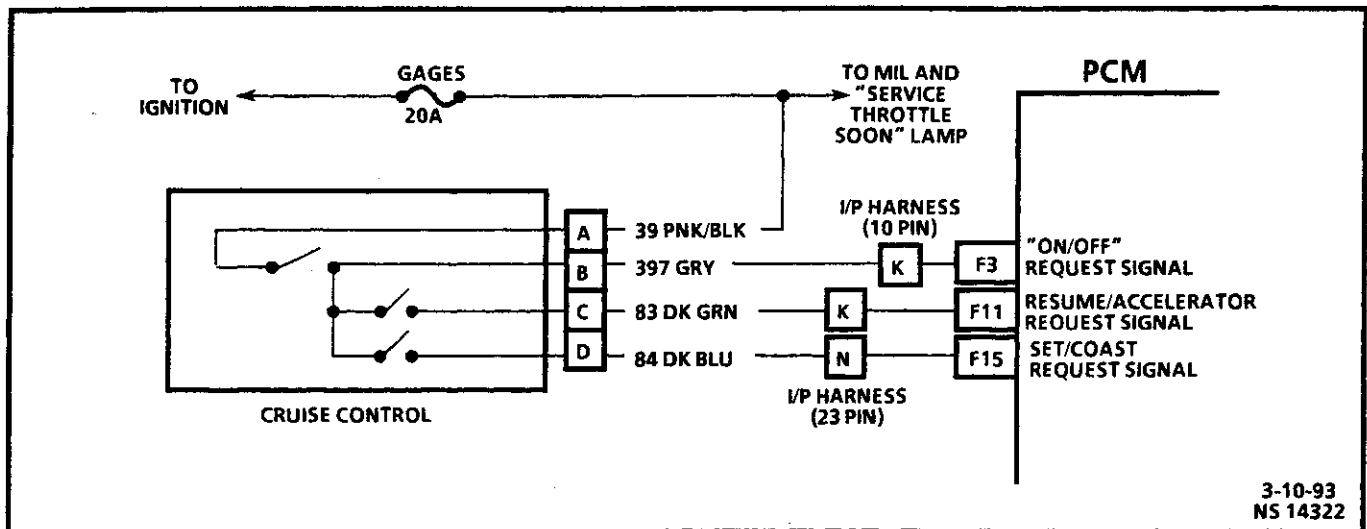 TO
IGNITION
GAGES
20A
TO MIL AND
"SERVICE
THROTTLE
SOON" LAMP
PCM
A
39 PNK/BLK
B
397 GRY
C
83 DK GRN
D
84 DK BLU
I/P HARNESS
(10 PIN)
K
K
N
I/P HARNESS
(23 PIN)
F3
"ON/OFF"
REQUEST SIGNAL
F11
RESUME/ACCELERATOR
REQUEST SIGNAL
F15
SET/COAST
REQUEST SIGNAL
CRUISE CONTROL
3-10-93
NS 14322